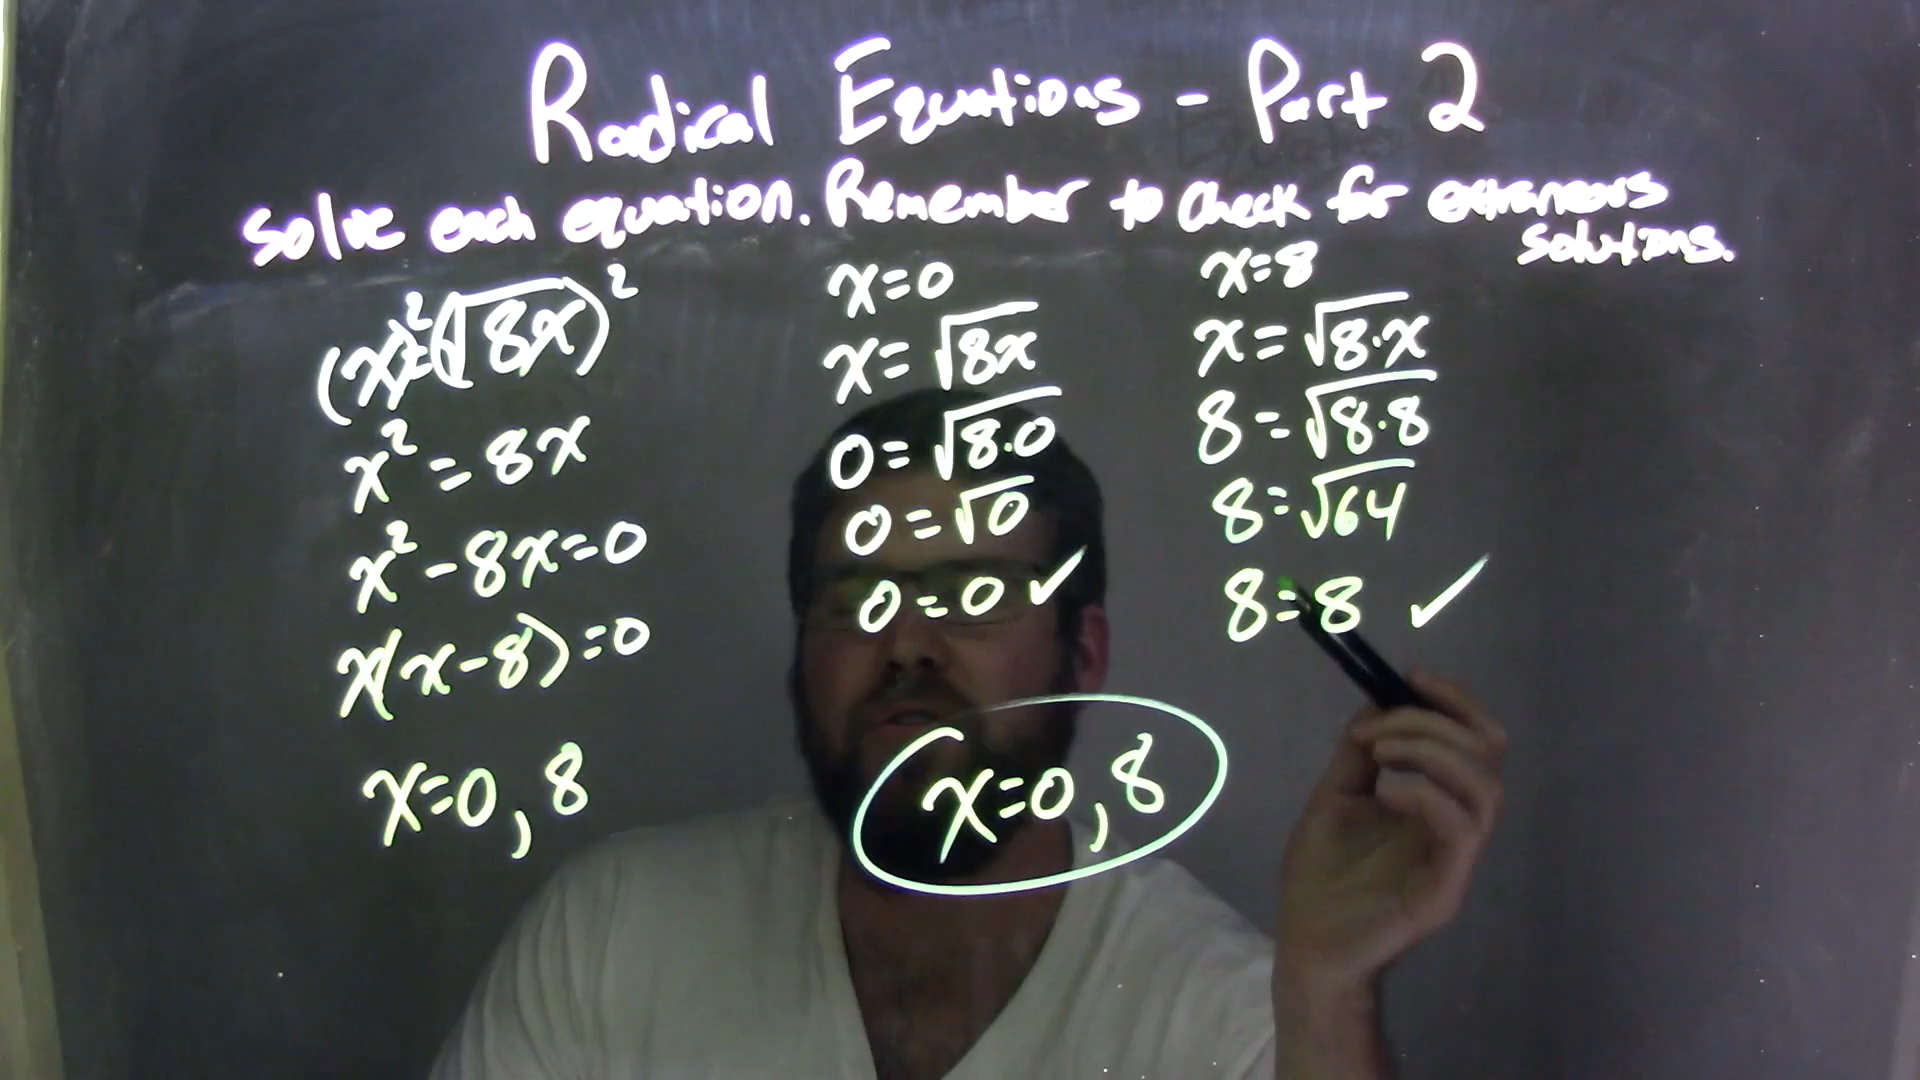 Radical Equations - Part 2
Solve each equation. Remember to check for extraneous
solutions.
(x)²=(√8x)²
x² = 8x
x² - 8x = 0
x(x-8) = 0
x=0, 8
x=0
x = √8x
0 = √8·0
0 = √0
0 = 0 ✓
x=8
x = √8·x
8 = √8·8
8 = √64
8 = 8 ✓
x=0, 8